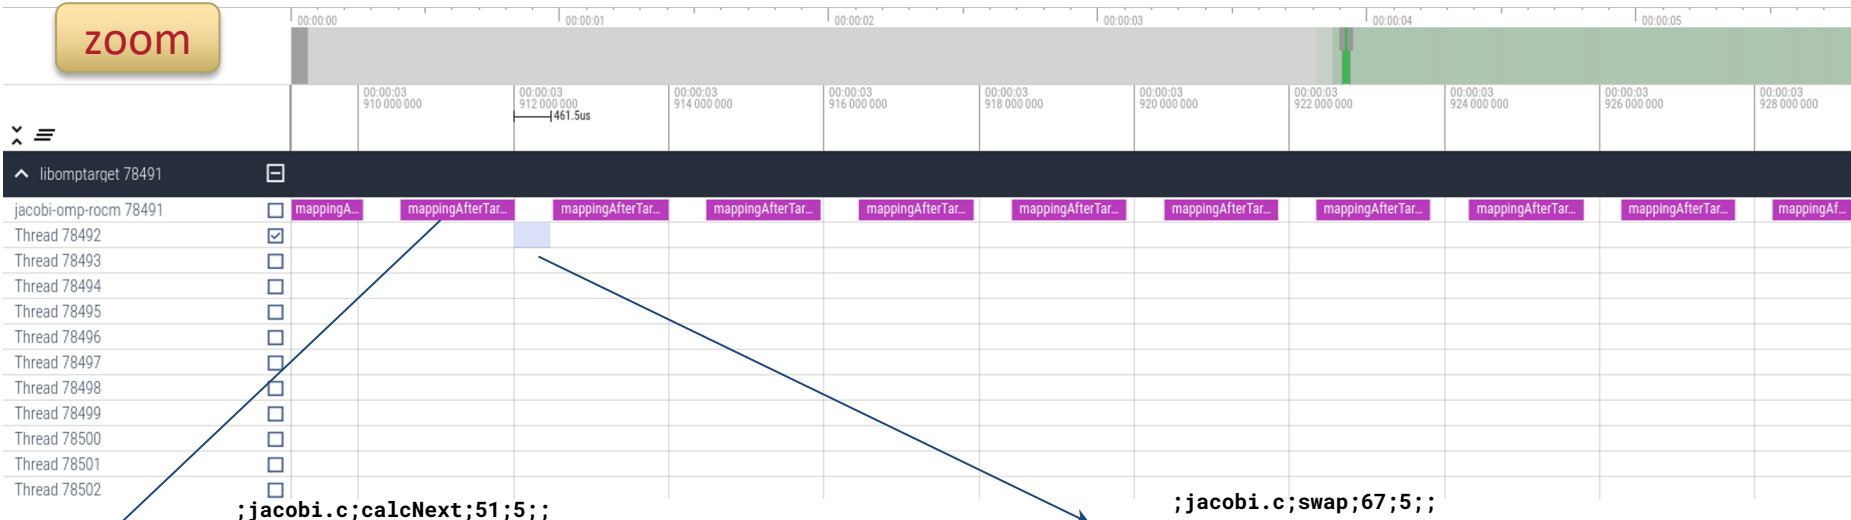 zoom
00:00:00 00:00:01 00:00:02 00:00:03 00:00:04 00:00:05
00:00:03 00:00:03 00:00:03 00:00:03 00:00:03 00:00:03 00:00:03 00:00:03 00:00:03 00:00:03
910 000 000 912 000 000 914 000 000 916 000 000 918 000 000 920 000 000 922 000 000 924 000 000 926 000 000 928 000 000
461.5us
libomptarget 78491
jacobi-omp-rocm 78491 mappingA... mappingAfterTar... mappingAfterTar... mappingAfterTar... mappingAfterTar... mappingAfterTar... mappingAfterTar... mappingAfterTar... mappingAfterTar... mappingAfterTar... mappingAf...
Thread 78492
Thread 78493
Thread 78494
Thread 78495
Thread 78496
Thread 78497
Thread 78498
Thread 78499
Thread 78500
Thread 78501
Thread 78502
;jacobi.c;calcNext;51;5;;
;jacobi.c;swap;67;5;;